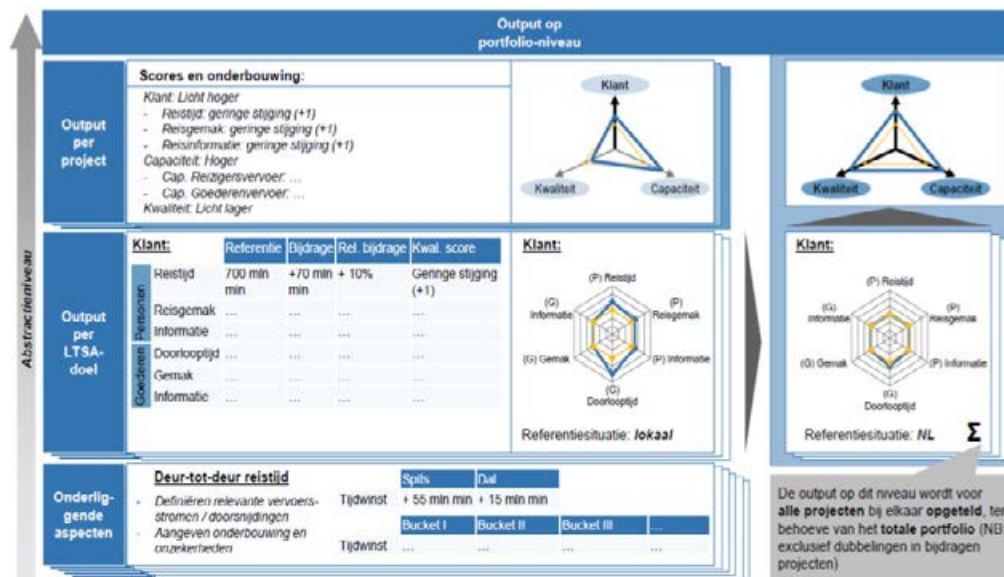 Output op
portfolio-niveau
Abstractieniveau
Output
per
project
Scores en onderbouwing:
Klant: Licht hoger
- Reistijd: geringe stijging (+1)
- Reisgemak: geringe stijging (+1)
- Reisinformatie: geringe stijging (+1)
Capaciteit: Hoger
- Cap. Reizigersvervoer: …
- Cap. Goederenvervoer: …
Kwaliteit: Licht lager
Klant
Kwaliteit
Capaciteit
Klant
Kwaliteit
Capaciteit
Output
per
LTSA-
doel
Klant:
Referentie Bijdrage Rel. bijdrage Kwal. score
Personen
Reistijd 700 mln +70 mln + 10% Geringe stijging
min min (+1)
Reisgemak … … … …
Informatie … … … …
Goederen
Doorlooptijd … … … …
Gemak … … … …
Informatie … … … …
Klant:
(P) Reistijd
(G)
Informatie
(P)
Reisgemak
(G) Gemak
(P) Informatie
(G)
Doorlooptijd
Referentiesituatie: lokaal
Klant:
(P) Reistijd
(G)
Informatie
(P)
Reisgemak
(G) Gemak
(P) Informatie
(G)
Doorlooptijd
Referentiesituatie: NL
Σ
Onderlig-
gende
aspecten
Deur-tot-deur reistijd
- Definiëren relevante vervoers-
stromen / doorsnijdingen
- Aangeven onderbouwing en
onzekerheden
Spits Dal
Tijdwinst + 55 mln min + 15 mln min
Bucket I Bucket II Bucket III …
Tijdwinst … … … …
De output op dit niveau wordt voor
alle projecten bij elkaar opgeteld, ten
behoeve van het totale portfolio (NB:
exclusief dubbelingen in bijdragen
projecten)